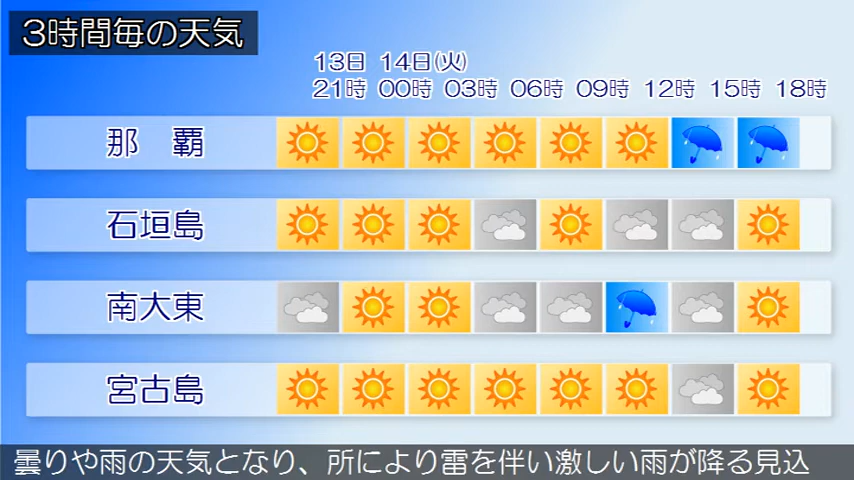 3時間毎の天気
13日 14日(火)
21時 00時 03時 06時 09時 12時 15時 18時
那 覇
石垣島
南大東
宮古島
曇りや雨の天気となり、所により雷を伴い激しい雨が降る見込